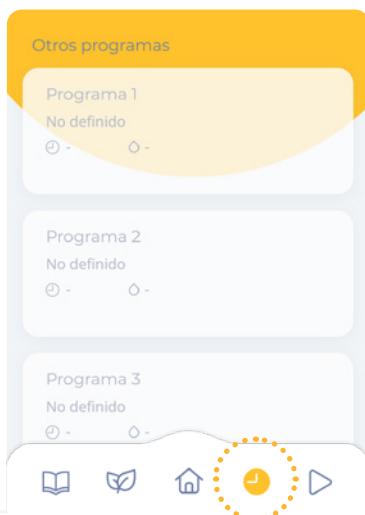 Otros programas
Programa 1
No definido
- -
Programa 2
No definido
- -
Programa 3
No definido
- -